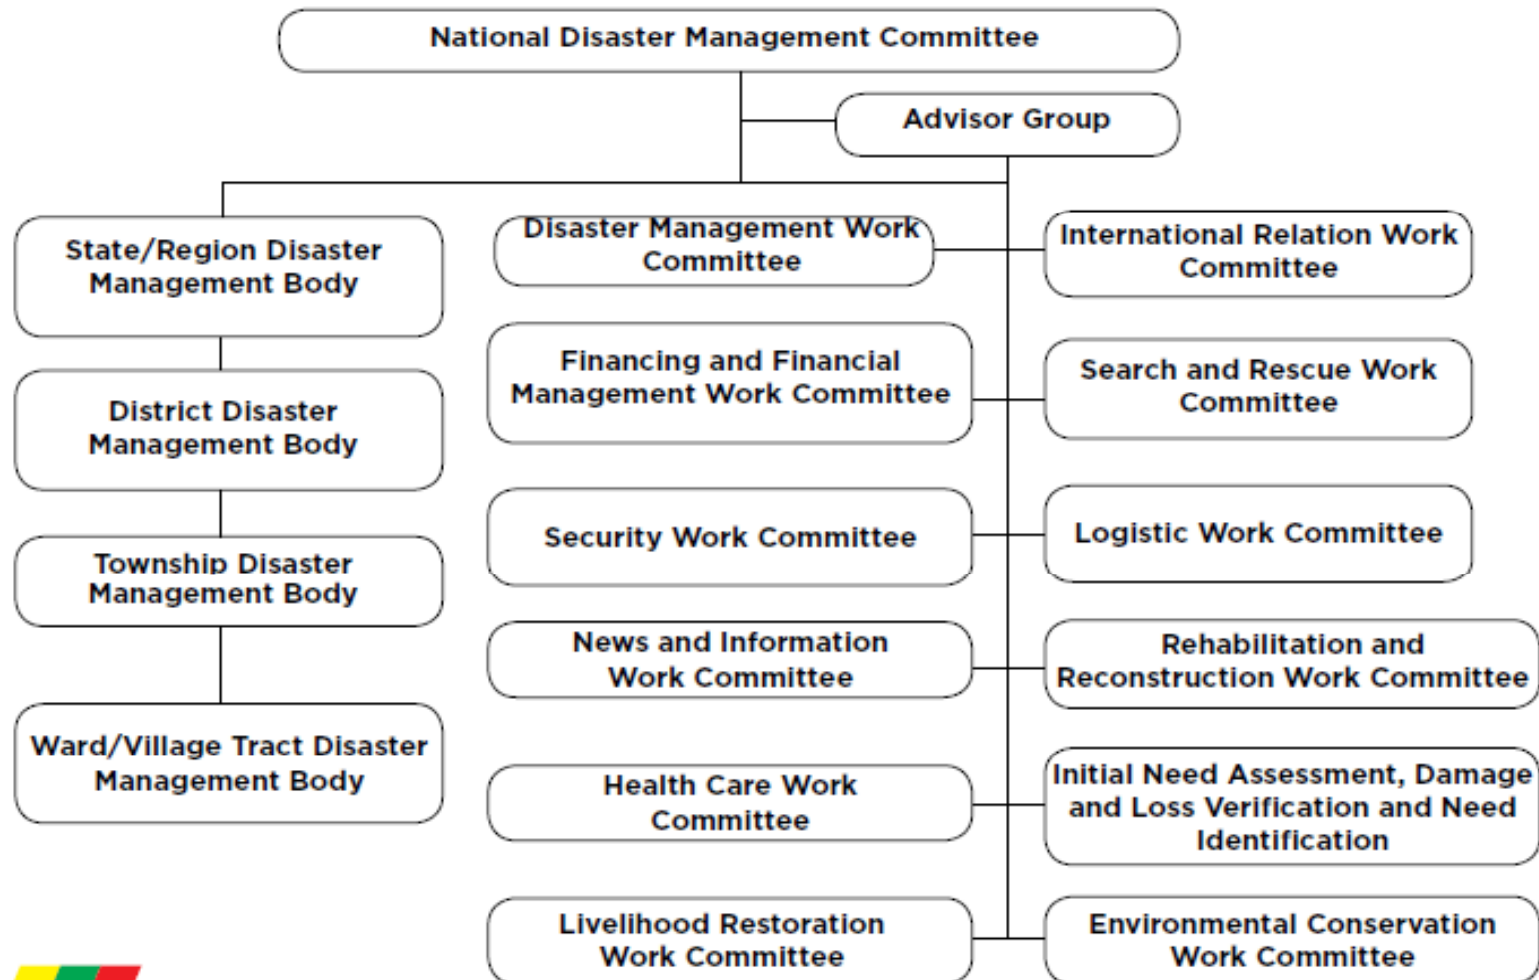 National Disaster Management Committee
Advisor Group
State/Region Disaster
Management Body
District Disaster
Management Body
Township Disaster
Management Body
Ward/Village Tract Disaster
Management Body
Disaster Management Work
Committee
International Relation Work
Committee
Financing and Financial
Management Work Committee
Search and Rescue Work
Committee
Security Work Committee
Logistic Work Committee
News and Information
Work Committee
Rehabilitation and
Reconstruction Work Committee
Health Care Work
Committee
Initial Need Assessment, Damage
and Loss Verification and Need
Identification
Livelihood Restoration
Work Committee
Environmental Conservation
Work Committee